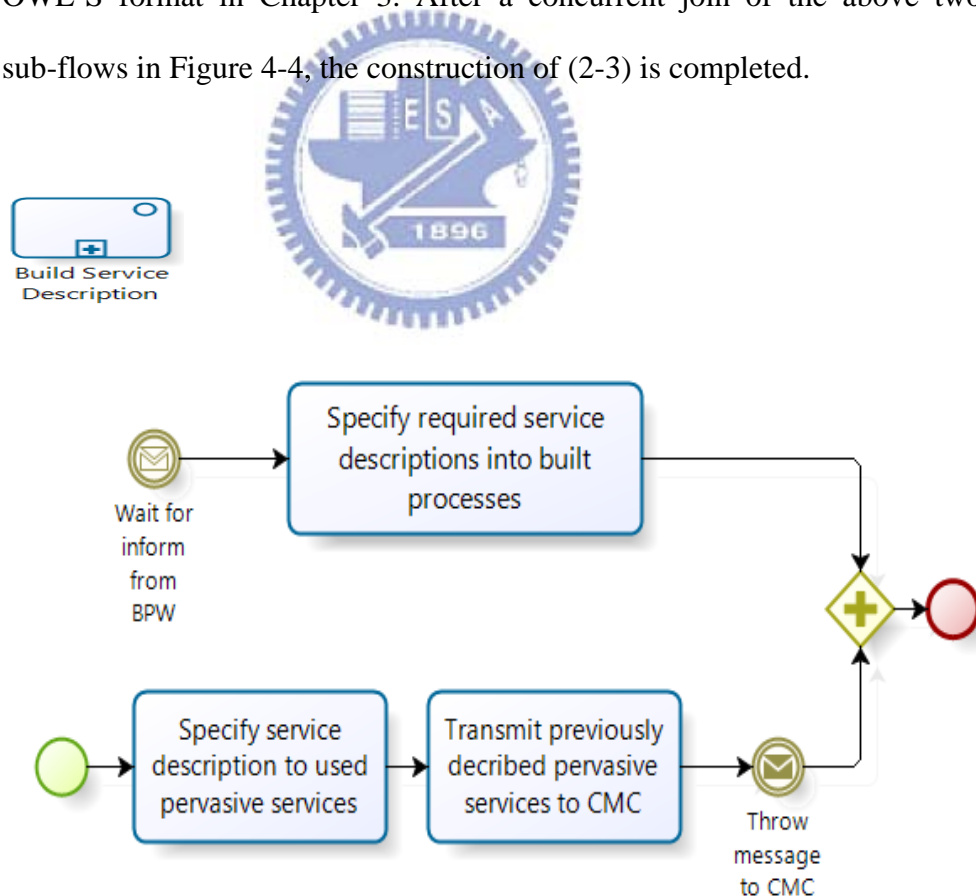 OWL-S format in Chapter 3. After a concurrent join of the above two
sub-flows in Figure 4-4, the construction of (2-3) is completed.
E S A
1896
Build Service
Description
Specify required service
descriptions into built
processes
Wait for
inform
from
BPW
Specify service
description to used
pervasive services
Transmit previously
decribed pervasive
services to CMC
Throw
message
to CMC